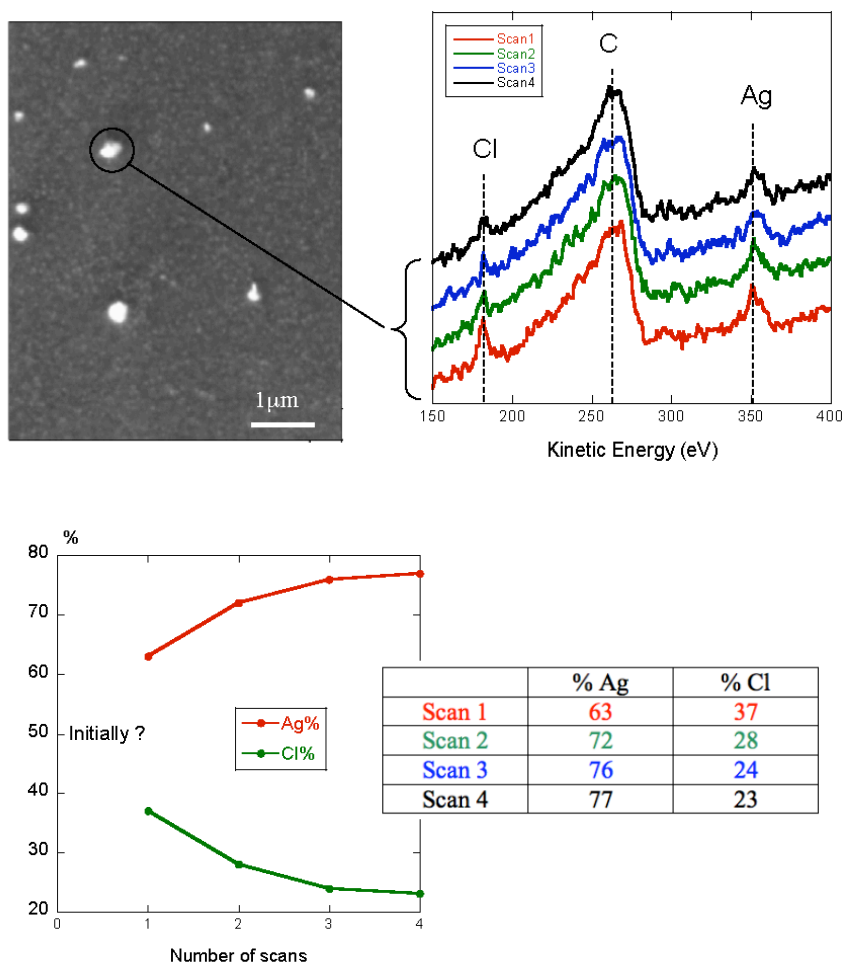 Scan1
Scan2
Scan3
Scan4
C
Ag
Cl
1μm
150 200 250 300 350 400
Kinetic Energy (eV)
%
80
70
60
50
40
30
20
Initially ?
Ag%
Cl%
0 1 2 3 4
Number of scans
% Ag % Cl
Scan 1 63 37
Scan 2 72 28
Scan 3 76 24
Scan 4 77 23